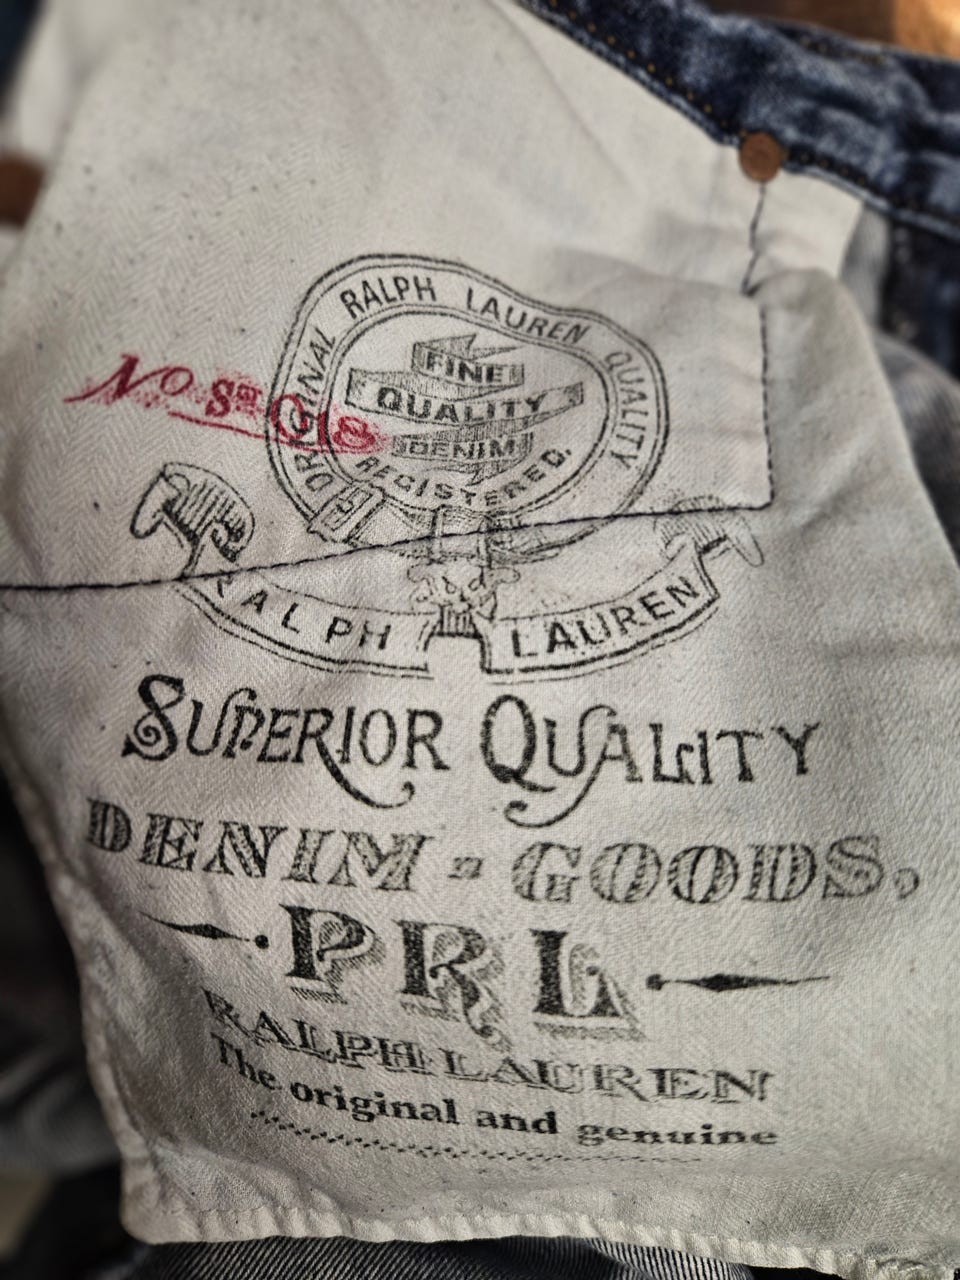 ORIGINAL RALPH LAUREN QUALITY
FINE
QUALITY
DENIM
REGISTERED.
No
RALPH LAUREN
SUPERIOR QUALITY
DENIM = GOODS,
PRL
RALPH LAUREN
The original and genuine